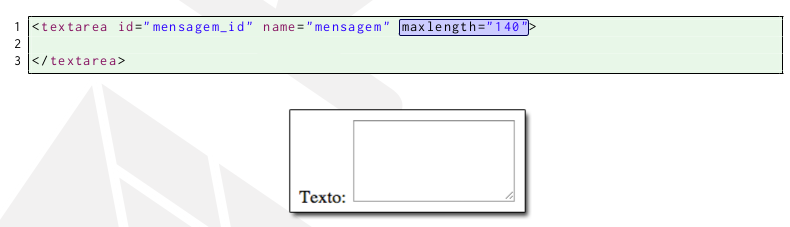 1 <textarea id="mensagem_id" name="mensagem" maxlength="140">
2
3 </textarea>
Texto: